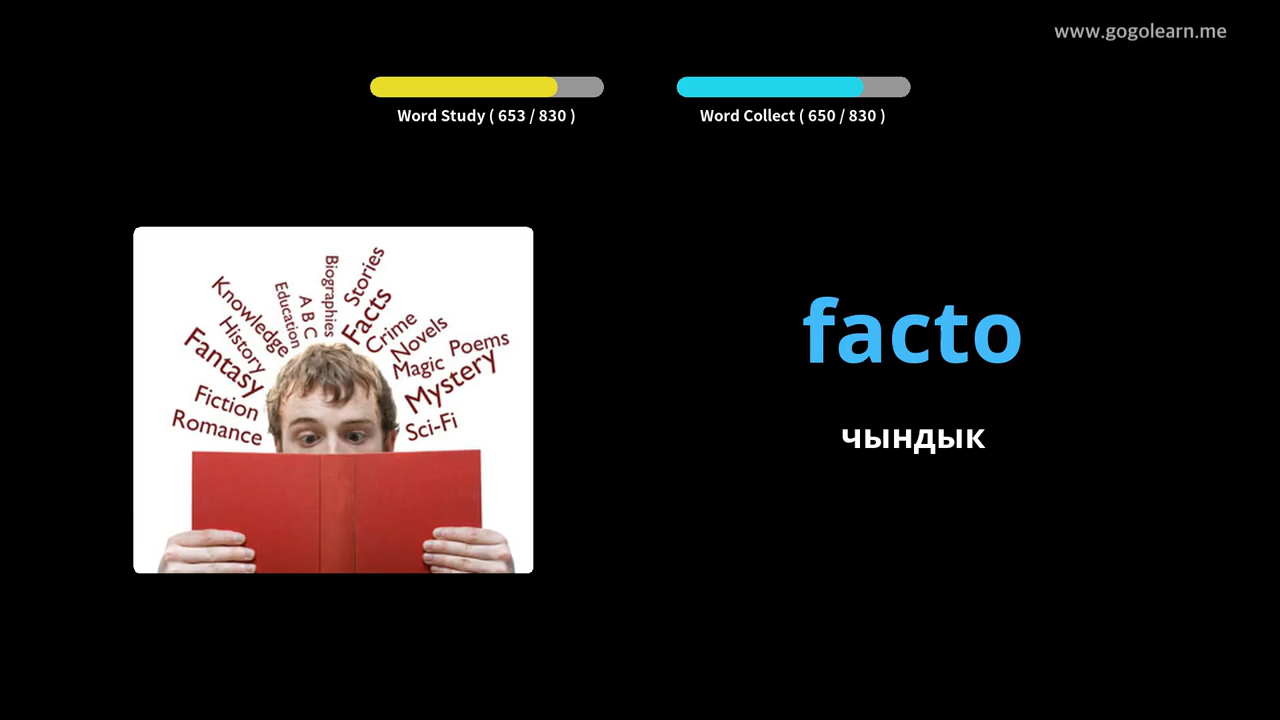 www.gogolearn.me
Word Study ( 653 / 830 )
Word Collect ( 650 / 830 )
Biographies
Stories
Knowledge
Education
A B C
Facts
History
Crime
Novels
Poems
Fantasy
Magic
Mystery
Fiction
Romance
Sci-Fi
facto
чындык